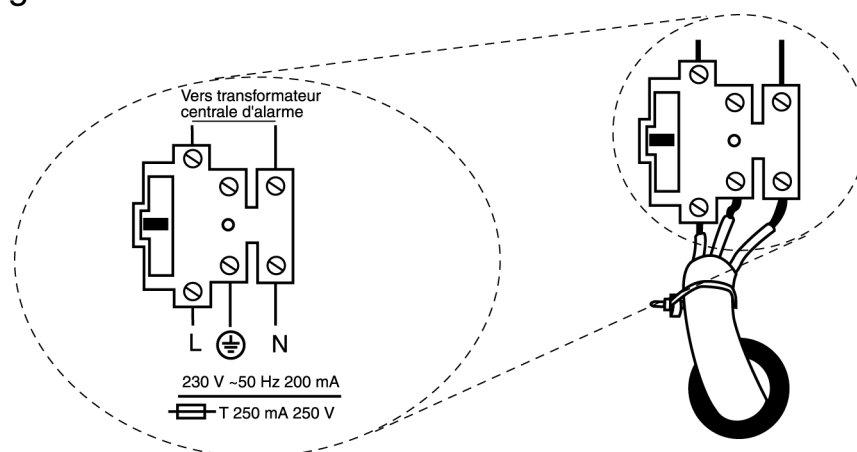 Vers transformateur
centrale d'alarme
L N
230 V ~50 Hz 200 mA
T 250 mA 250 V